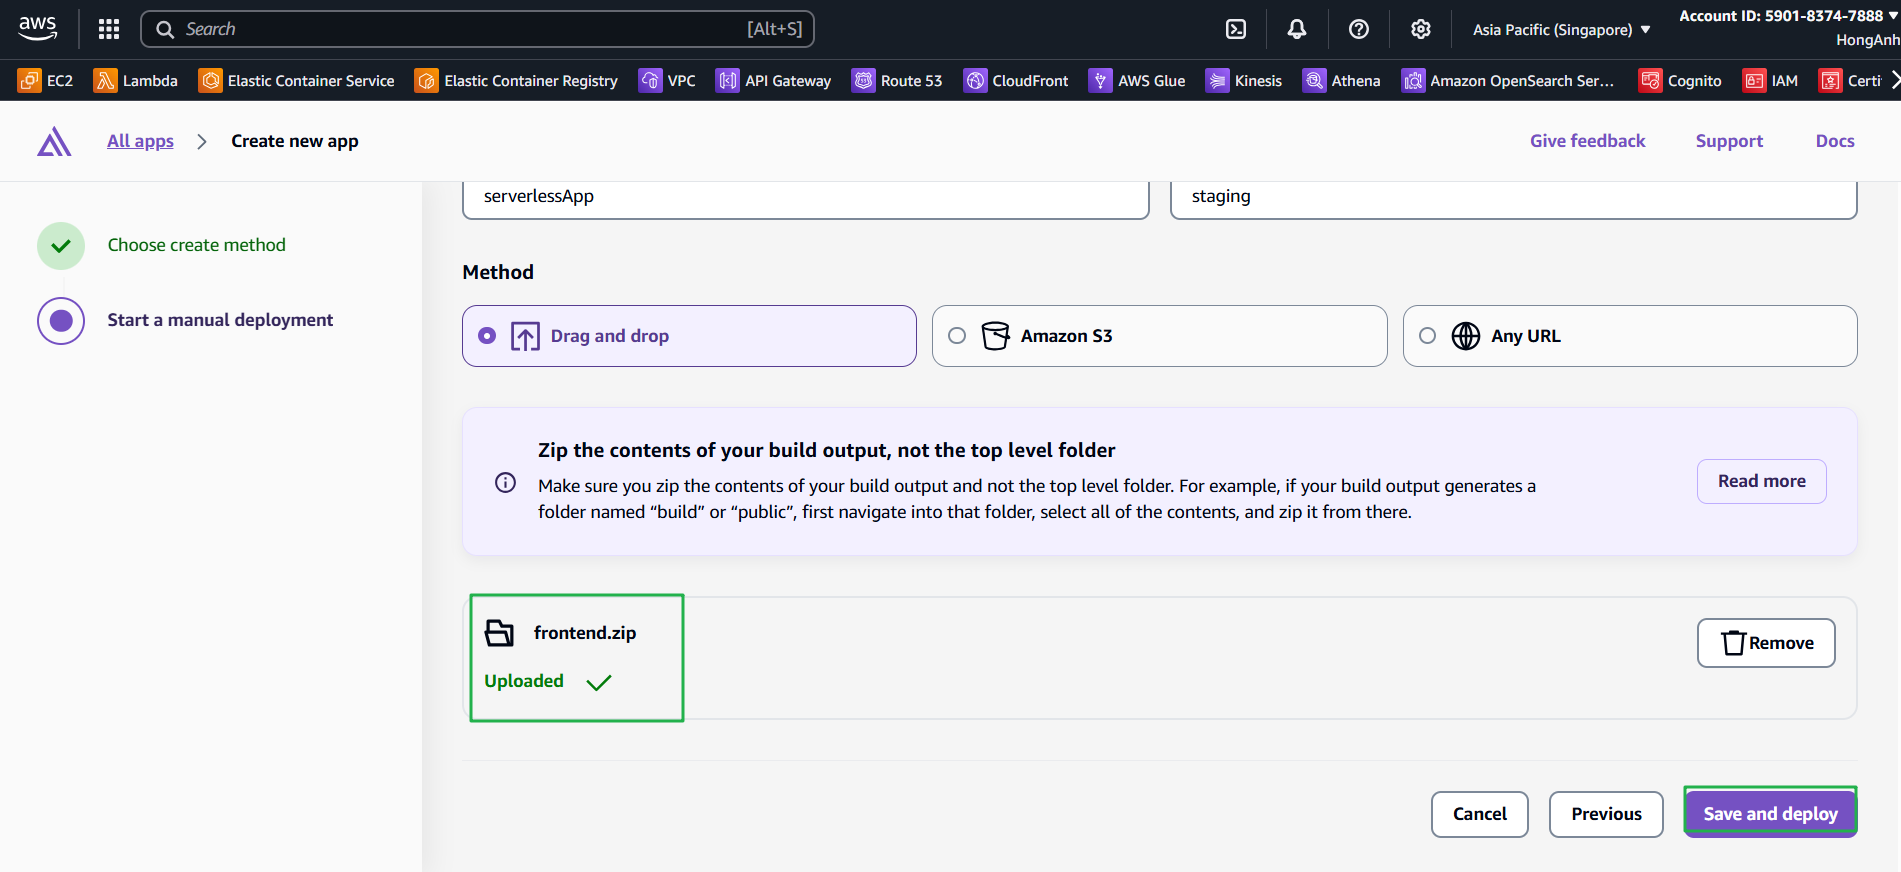 aws
Search [Alt+S]
Asia Pacific (Singapore)
Account ID: 5901-8374-7888
HongAnh
EC2 Lambda Elastic Container Service Elastic Container Registry VPC API Gateway Route 53 CloudFront AWS Glue Kinesis Athena Amazon OpenSearch Ser... Cognito IAM Certi
All apps Create new app Give feedback Support Docs
serverlessApp staging
Choose create method
Start a manual deployment
Method
Drag and drop Amazon S3 Any URL
Zip the contents of your build output, not the top level folder
Make sure you zip the contents of your build output and not the top level folder. For example, if your build output generates a
folder named “build” or “public”, first navigate into that folder, select all of the contents, and zip it from there.
Read more
frontend.zip
Uploaded
Remove
Cancel Previous Save and deploy